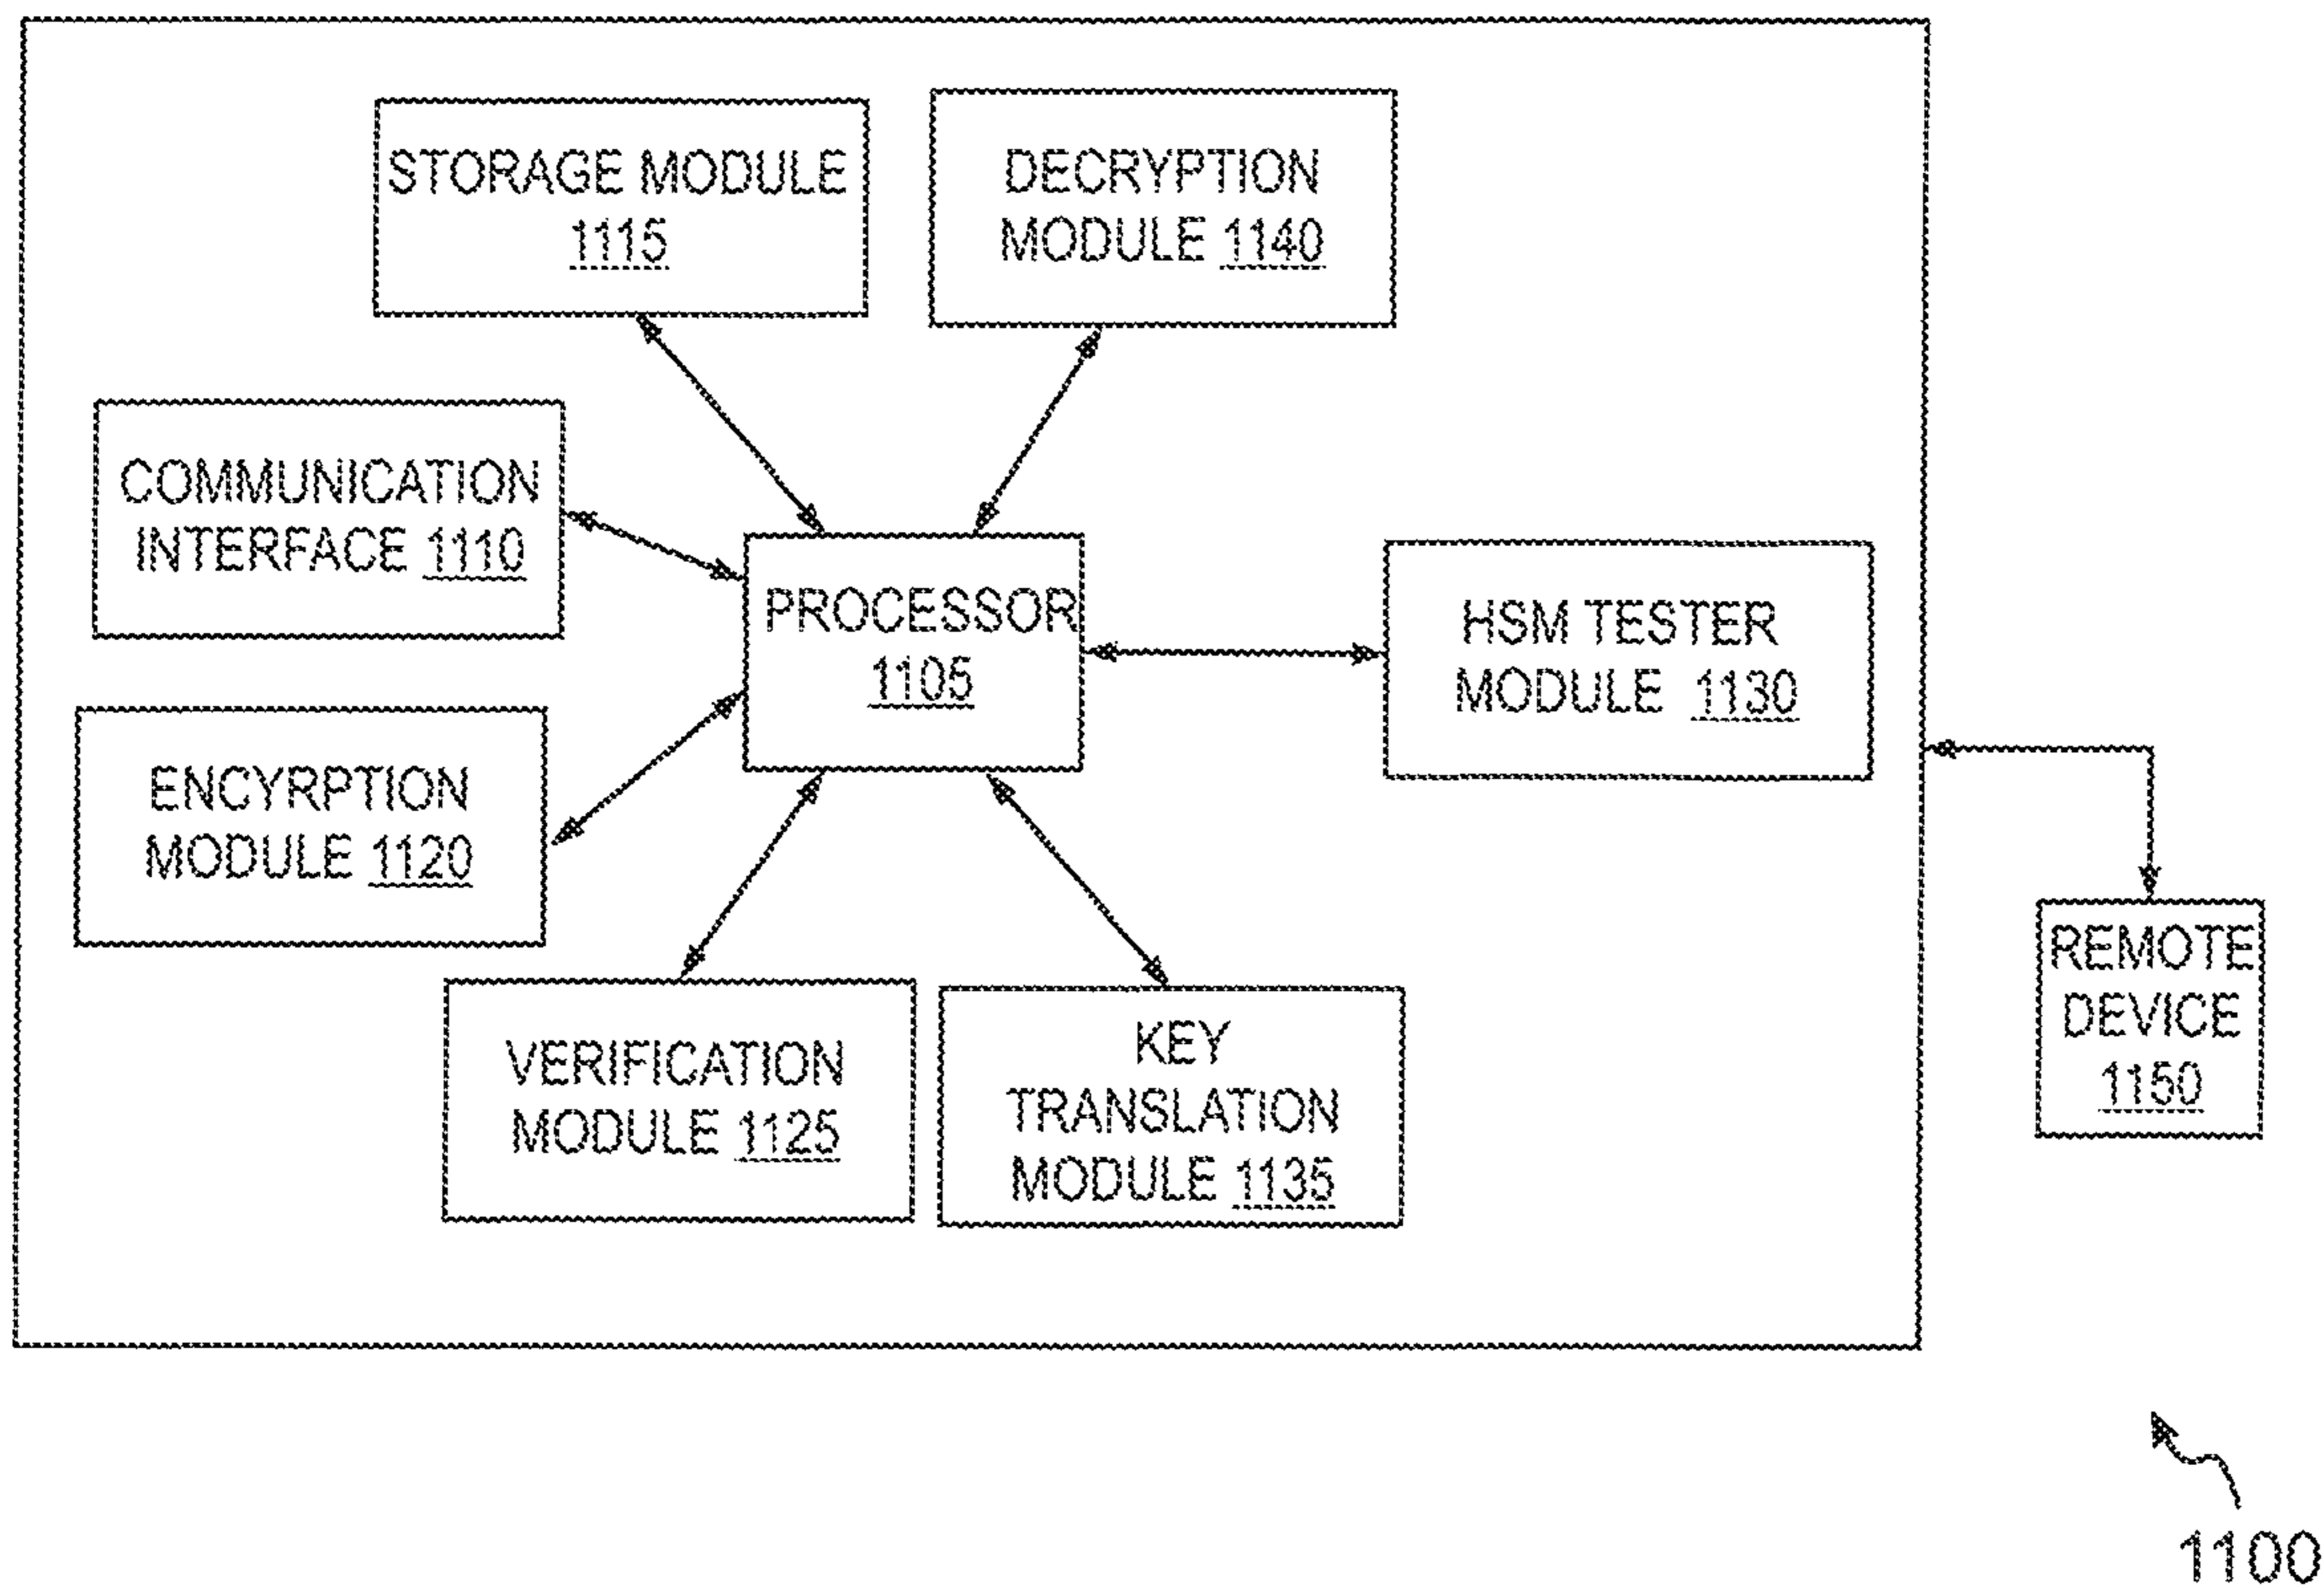 STORAGE MODULE
1115
DECRYPTION
MODULE 1140
COMMUNICATION
INTERFACE 1110
PROCESSOR
1105
HSM TESTER
MODULE 1130
ENCYRPTION
MODULE 1120
VERIFICATION
MODULE 1125
KEY
TRANSLATION
MODULE 1135
REMOTE
DEVICE
1150
1100